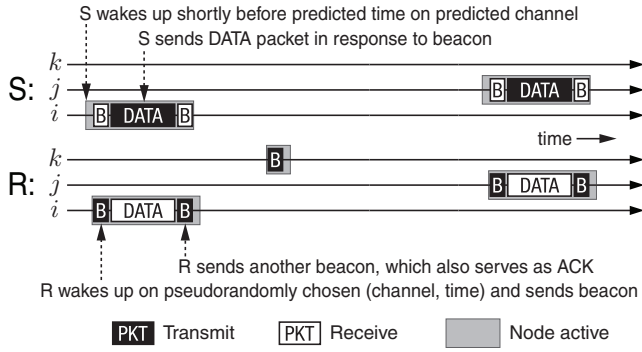 S wakes up shortly before predicted time on predicted channel
S sends DATA packet in response to beacon
k
S: j B DATA B
i B DATA B
time
k B
R: j B DATA B
i B DATA B
R sends another beacon, which also serves as ACK
R wakes up on pseudorandomly chosen (channel, time) and sends beacon
PKT Transmit PKT Receive Node active